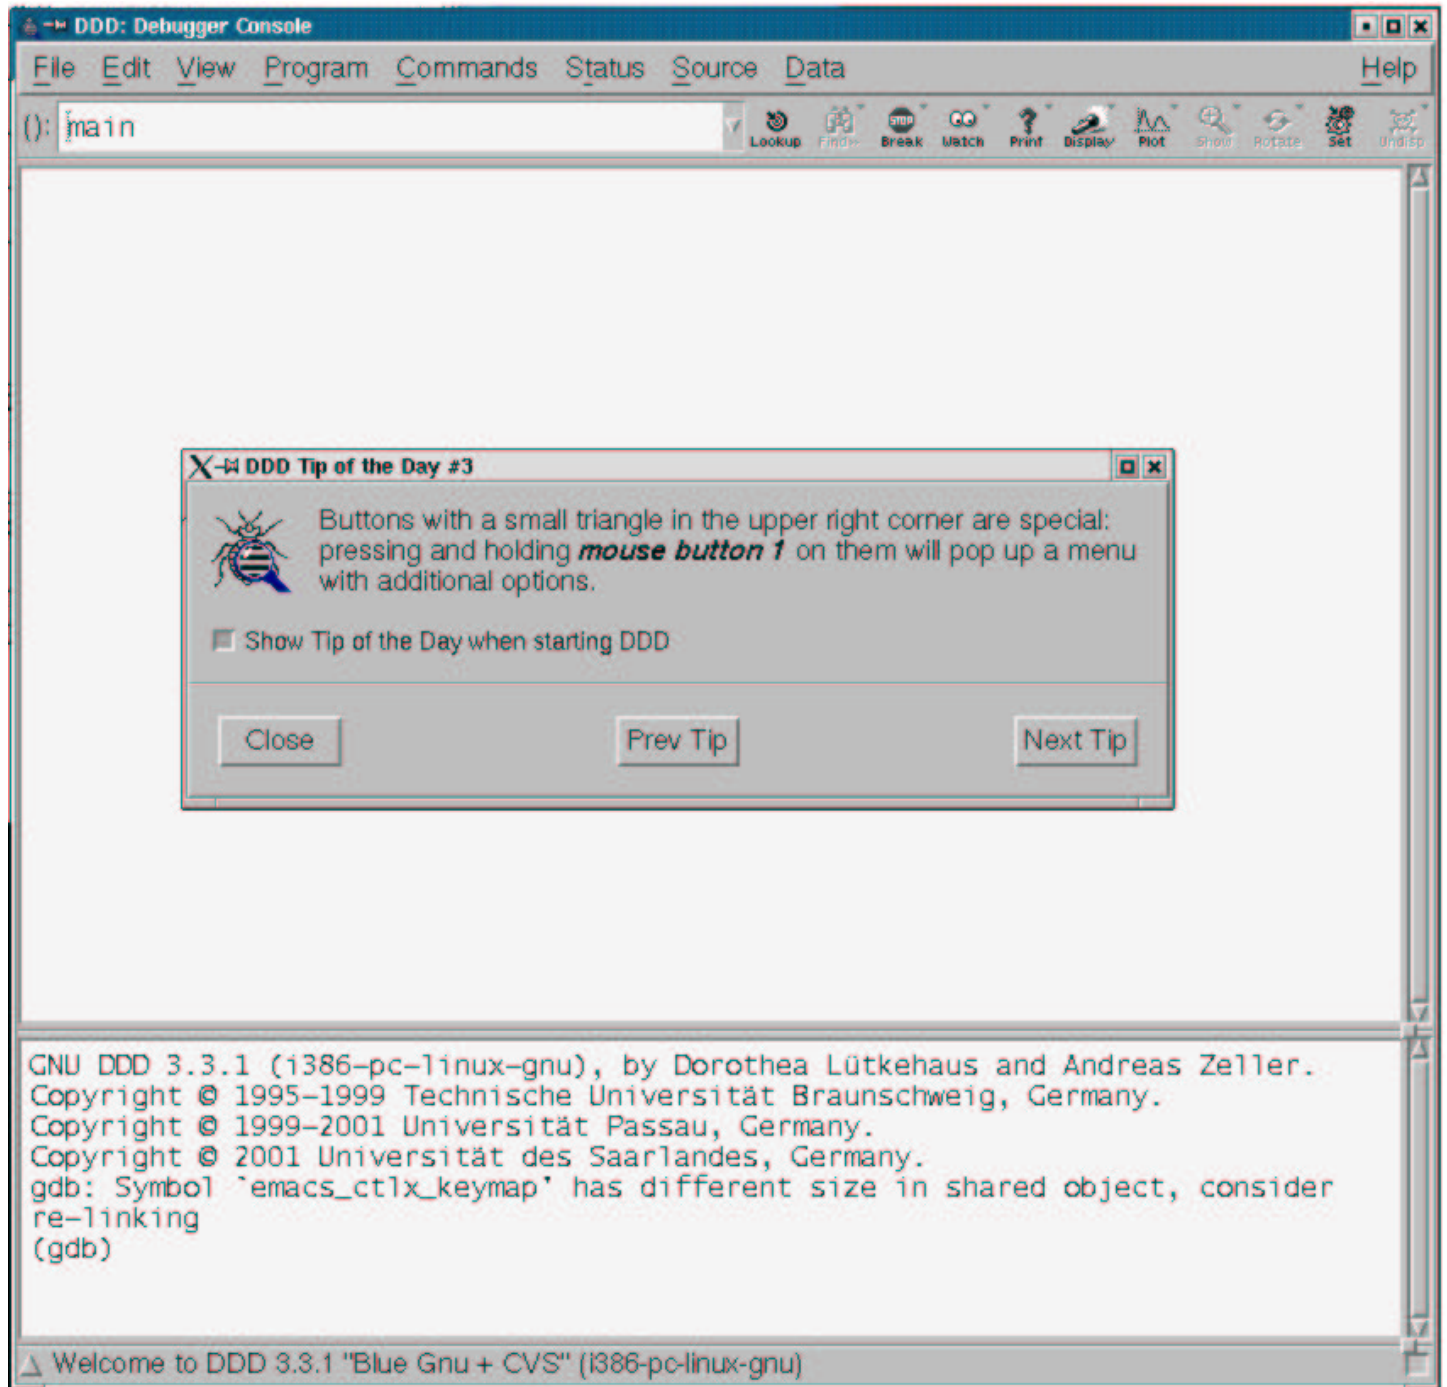 DDD: Debugger Console
File Edit View Program Commands Status Source Data Help
(): main
Lookup Find>> Break Watch Print Display Plot Show Rotate Set Undisp
DDD Tip of the Day #3
Buttons with a small triangle in the upper right corner are special:
pressing and holding mouse button 1 on them will pop up a menu
with additional options.
Show Tip of the Day when starting DDD
Close Prev Tip Next Tip
GNU DDD 3.3.1 (i386-pc-linux-gnu), by Dorothea Lütkehaus and Andreas Zeller.
Copyright © 1995-1999 Technische Universität Braunschweig, Germany.
Copyright © 1999-2001 Universität Passau, Germany.
Copyright © 2001 Universität des Saarlandes, Germany.
gdb: Symbol `emacs_ctlx_keymap' has different size in shared object, consider
re-linking
(gdb)
Welcome to DDD 3.3.1 "Blue Gnu + CVS" (i386-pc-linux-gnu)